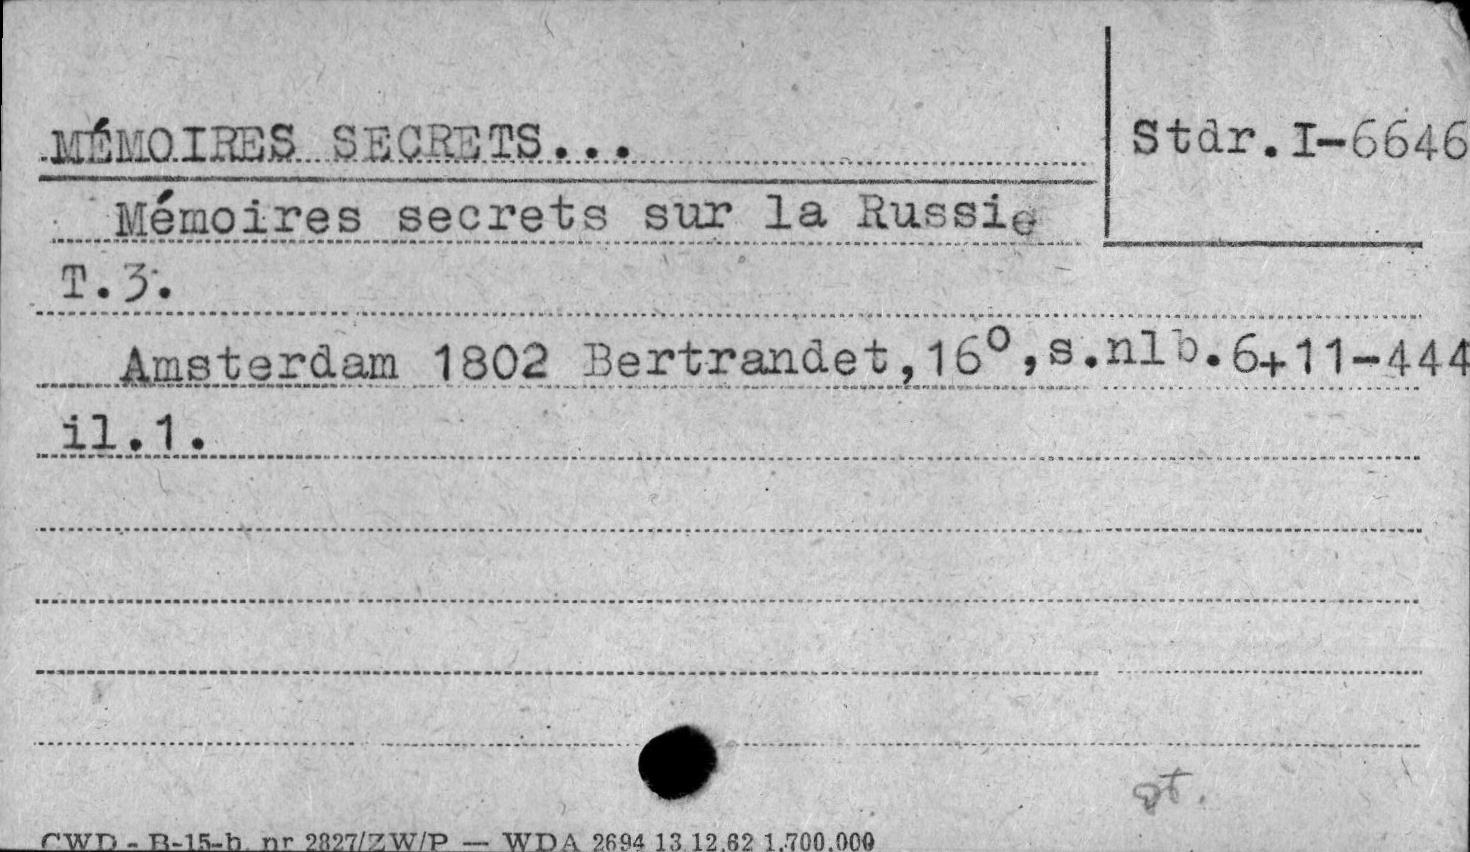 MÉMOIRES SECRETS...
Stdr.I-6646
Mémoires secrets sur la Russie
T.3.
Amsterdam 1802 Bertrandet,16°,s.nlb.6+11-444
il.1.
CWD - B-15-b. nr 2827/ZW/P — WDA 2694 13.12.62 1.700.000